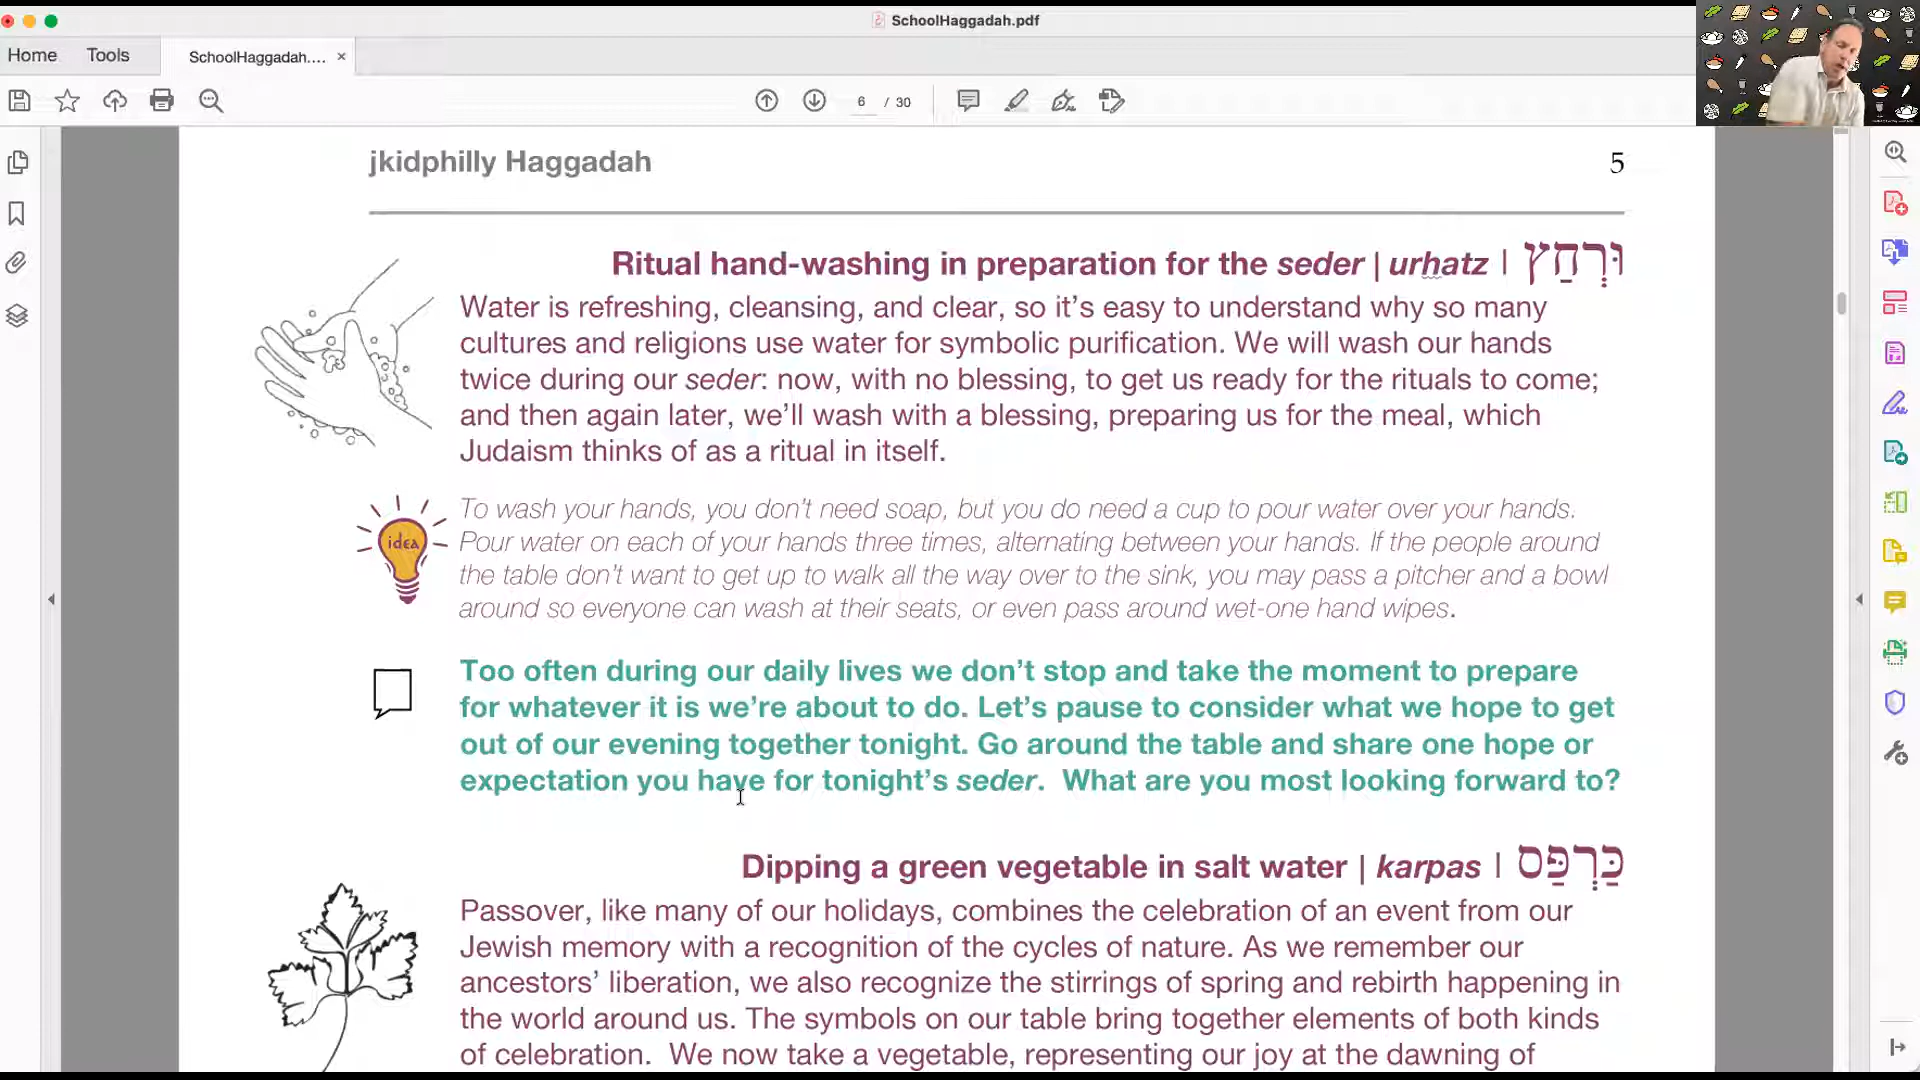 SchoolHaggadah.pdf
Home Tools SchoolHaggadah.... ×
6 / 30
jkidphilly Haggadah 5
Ritual hand-washing in preparation for the seder | urhatz | וּרְחַץ
Water is refreshing, cleansing, and clear, so it's easy to understand why so many
cultures and religions use water for symbolic purification. We will wash our hands
twice during our seder: now, with no blessing, to get us ready for the rituals to come;
and then again later, we'll wash with a blessing, preparing us for the meal, which
Judaism thinks of as a ritual in itself.
To wash your hands, you don't need soap, but you do need a cup to pour water over your hands.
idea
Pour water on each of your hands three times, alternating between your hands. If the people around
the table don't want to get up to walk all the way over to the sink, you may pass a pitcher and a bowl
around so everyone can wash at their seats, or even pass around wet-one hand wipes.
Too often during our daily lives we don't stop and take the moment to prepare
for whatever it is we're about to do. Let's pause to consider what we hope to get
out of our evening together tonight. Go around the table and share one hope or
expectation you have for tonight's seder. What are you most looking forward to?
Dipping a green vegetable in salt water | karpas | כַּרְפַּס
Passover, like many of our holidays, combines the celebration of an event from our
Jewish memory with a recognition of the cycles of nature. As we remember our
ancestors' liberation, we also recognize the stirrings of spring and rebirth happening in
the world around us. The symbols on our table bring together elements of both kinds
of celebration. We now take a vegetable, representing our joy at the dawning of